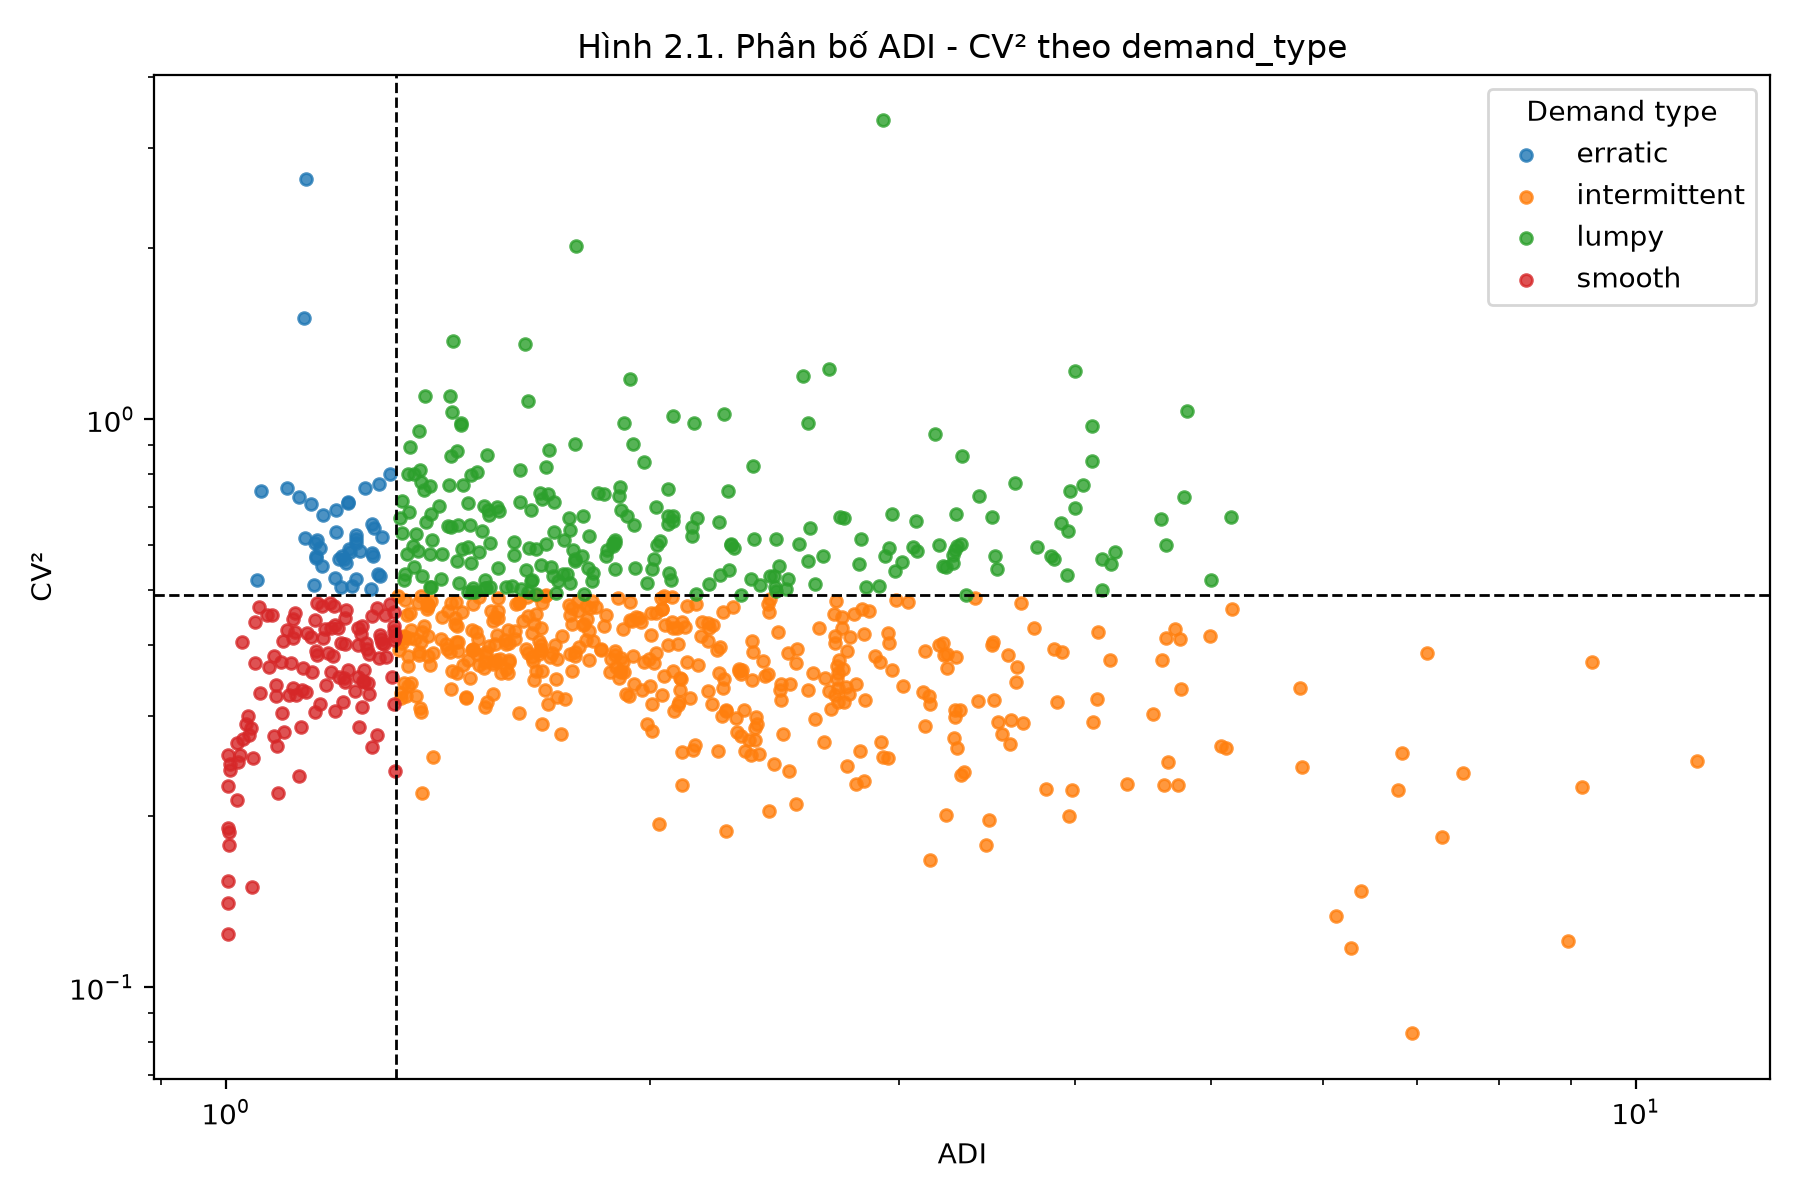 Hình 2.1. Phân bố ADI - CV² theo demand_type
Demand type
erratic
intermittent
lumpy
smooth
CV²
10⁰
10⁻¹
10⁰
10¹
ADI